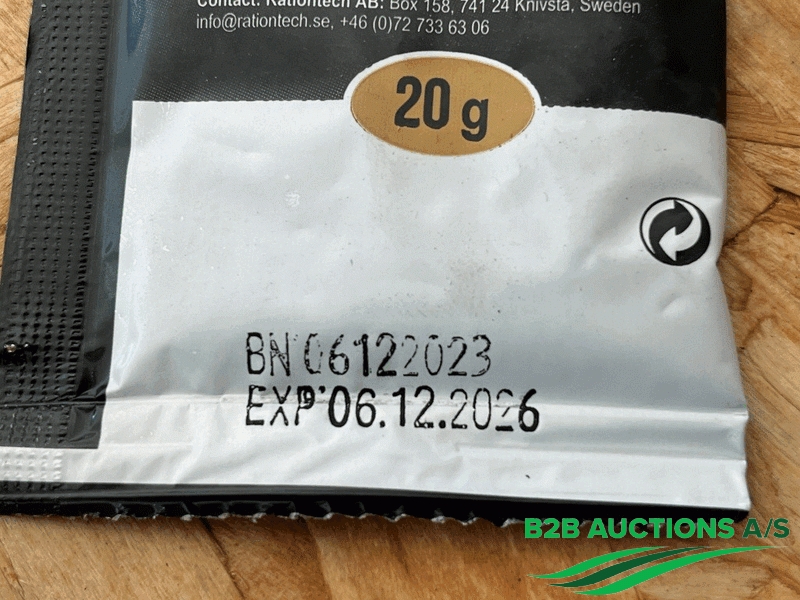 Contact: Rationtech AB: Box 158, 741 24 Knivsta, Sweden
info@rationtech.se, +46 (0)72 733 63 06
20 g
BN 06122023
EXP 06.12.2026
B2B AUCTIONS A/S